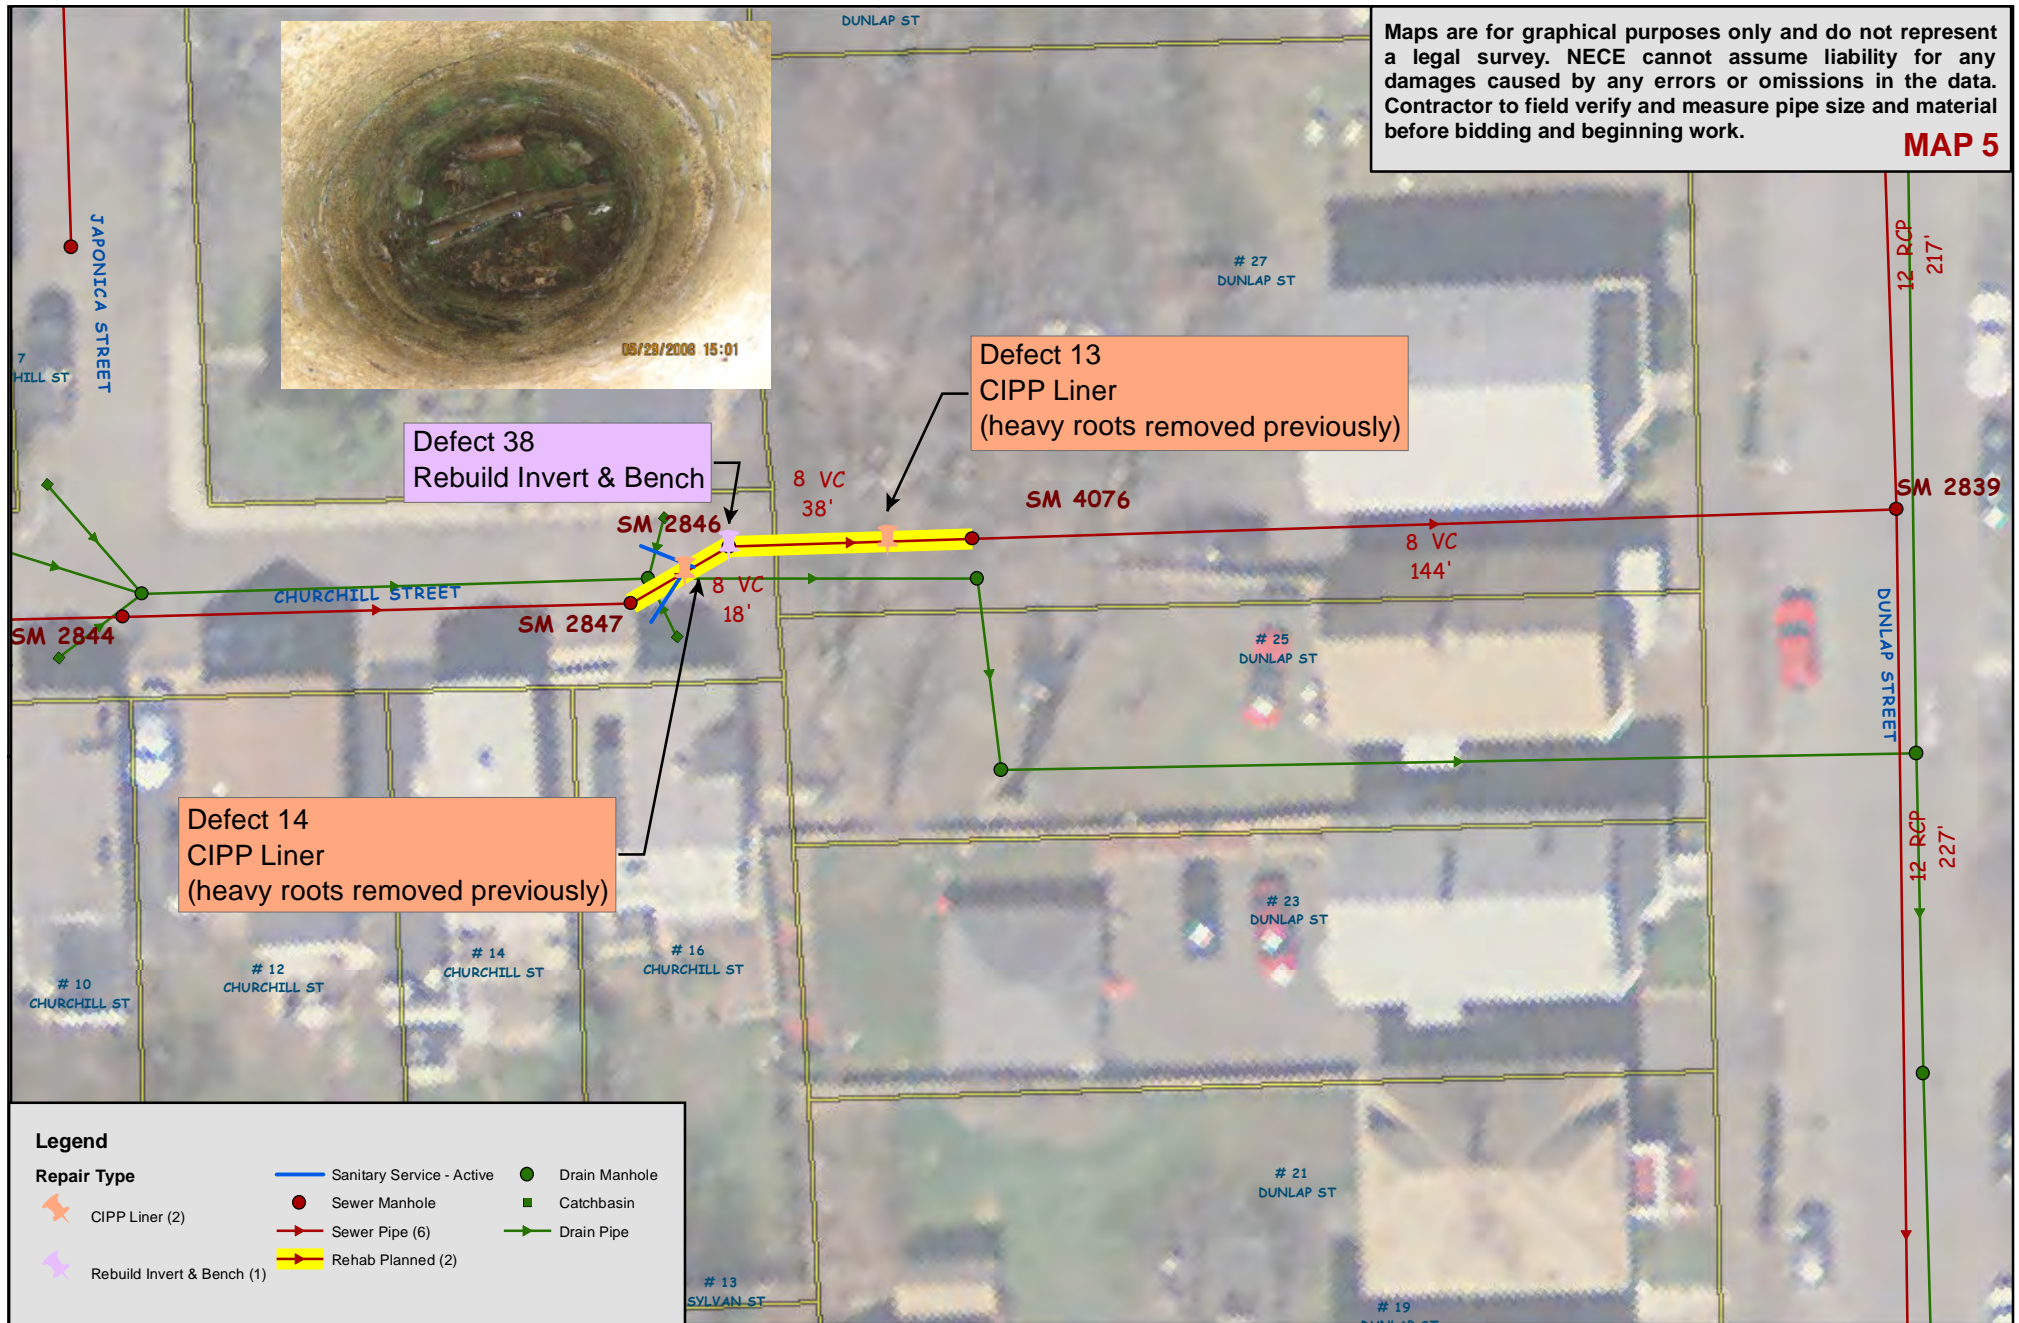 DUNLAP ST
Maps are for graphical purposes only and do not represent
a legal survey. NECE cannot assume liability for any
damages caused by any errors or omissions in the data.
Contractor to field verify and measure pipe size and material
before bidding and beginning work.
MAP 5
JAPONICA STREET
7
HILL ST
05/29/2008 15:01
# 27
DUNLAP ST
12 RCP
217'
Defect 13
CIPP Liner
(heavy roots removed previously)
Defect 38
Rebuild Invert & Bench
8 VC
38'
SM 4076
SM 2839
SM 2846
8 VC
144'
CHURCHILL STREET
8 VC
18'
SM 2844
SM 2847
# 25
DUNLAP ST
DUNLAP STREET
Defect 14
CIPP Liner
(heavy roots removed previously)
12 RCP
227'
# 23
DUNLAP ST
# 10
CHURCHILL ST
# 12
CHURCHILL ST
# 14
CHURCHILL ST
# 16
CHURCHILL ST
# 21
DUNLAP ST
# 13
SYLVAN ST
# 19
DUNLAP ST
Legend
Repair Type
CIPP Liner (2)
Rebuild Invert & Bench (1)
Sanitary Service - Active
Sewer Manhole
Sewer Pipe (6)
Rehab Planned (2)
Drain Manhole
Catchbasin
Drain Pipe